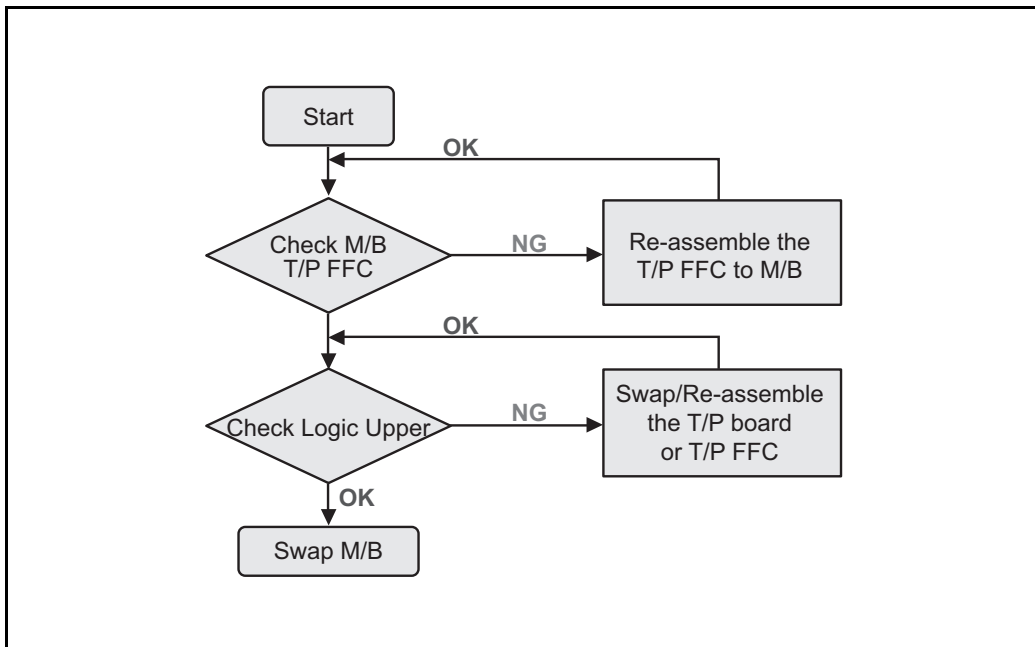 Start
OK
Check M/B
T/P FFC
NG
Re-assemble the
T/P FFC to M/B
OK
Check Logic Upper
NG
Swap/Re-assemble
the T/P board
or T/P FFC
OK
Swap M/B